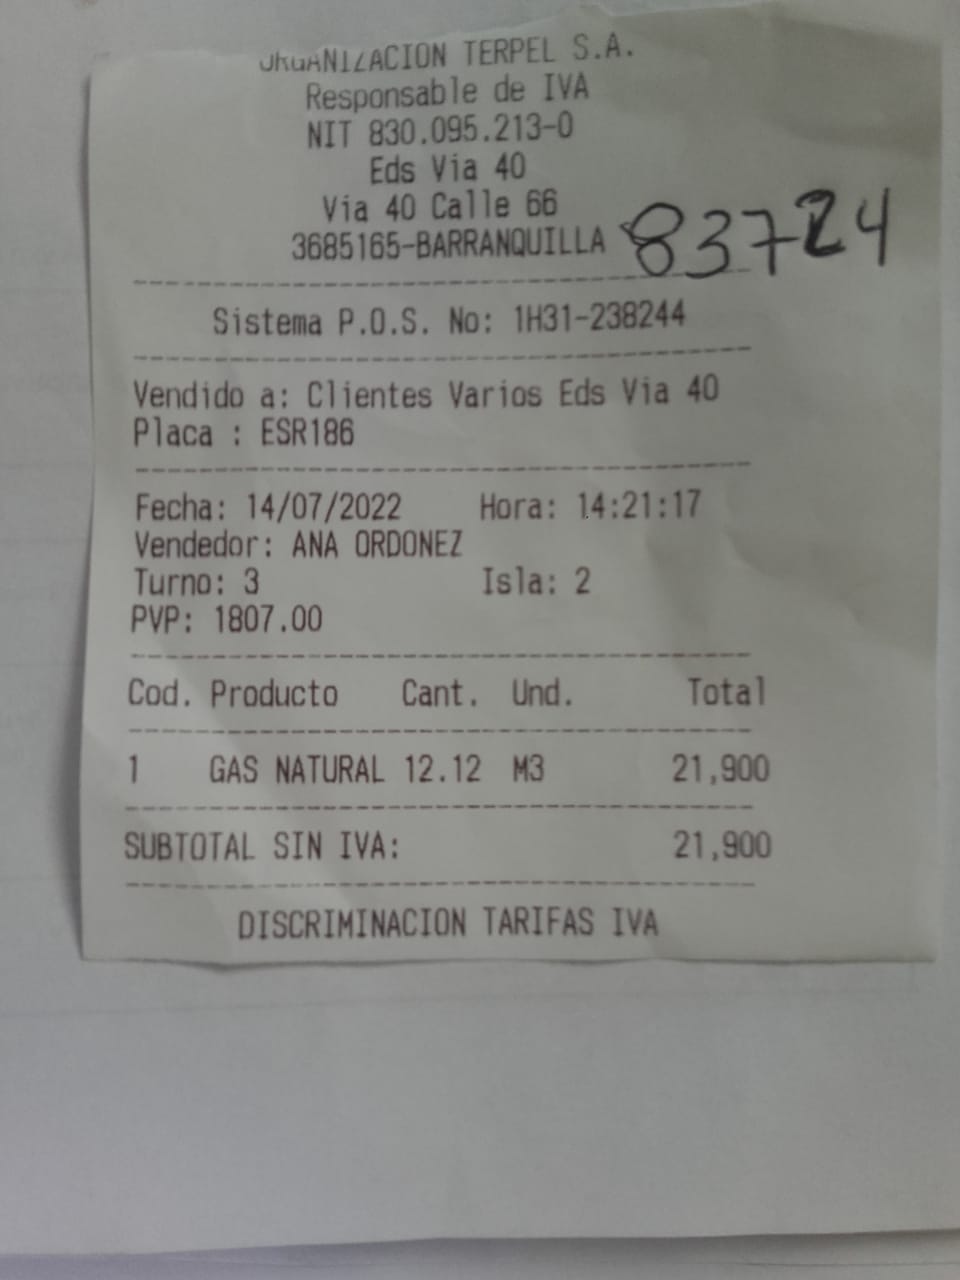 ORGANIZACION TERPEL S.A.
Responsable de IVA
NIT 830.095.213-0
Eds Via 40
Via 40 Calle 66
3685165-BARRANQUILLA 83724
Sistema P.O.S. No: 1H31-238244
Vendido a: Clientes Varios Eds Via 40
Placa : ESR186
Fecha: 14/07/2022 Hora: 14:21:17
Vendedor: ANA ORDONEZ
Turno: 3 Isla: 2
PVP: 1807.00
Cod. Producto Cant. Und. Total
1 GAS NATURAL 12.12 M3 21,900
SUBTOTAL SIN IVA: 21,900
DISCRIMINACION TARIFAS IVA